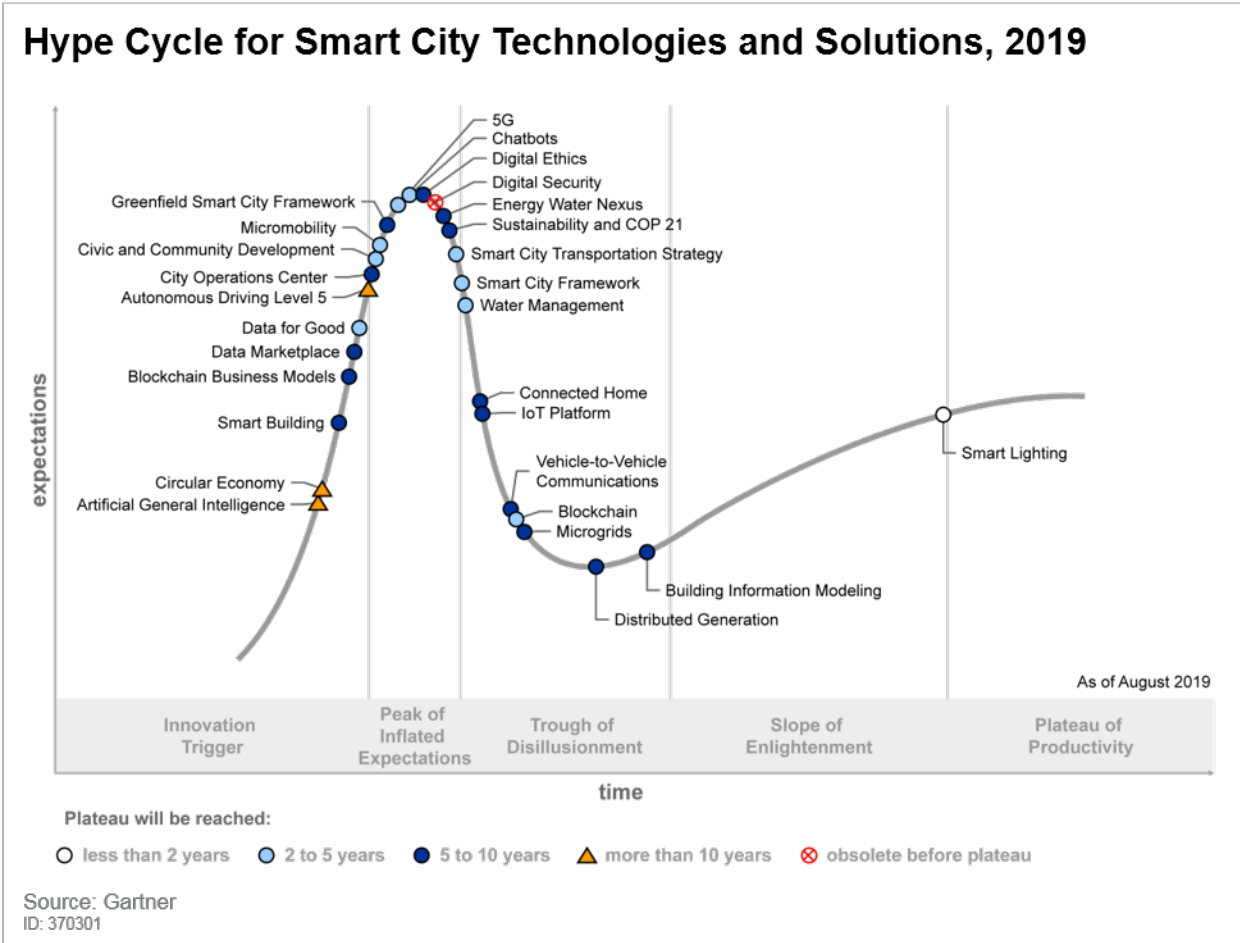 Hype Cycle for Smart City Technologies and Solutions, 2019
5G
Chatbots
Digital Ethics
Digital Security
Energy Water Nexus
Sustainability and COP 21
Smart City Transportation Strategy
Smart City Framework
Water Management
Greenfield Smart City Framework
Micromobility
Civic and Community Development
City Operations Center
Autonomous Driving Level 5
Data for Good
Data Marketplace
Blockchain Business Models
Smart Building
Circular Economy
Artificial General Intelligence
Connected Home
IoT Platform
Vehicle-to-Vehicle
Communications
Blockchain
Microgrids
Building Information Modeling
Distributed Generation
Smart Lighting
expectations
As of August 2019
Innovation
Trigger
Peak of
Inflated
Expectations
Trough of
Disillusionment
Slope of
Enlightenment
Plateau of
Productivity
time
Plateau will be reached:
less than 2 years
2 to 5 years
5 to 10 years
more than 10 years
obsolete before plateau
Source: Gartner
ID: 370301